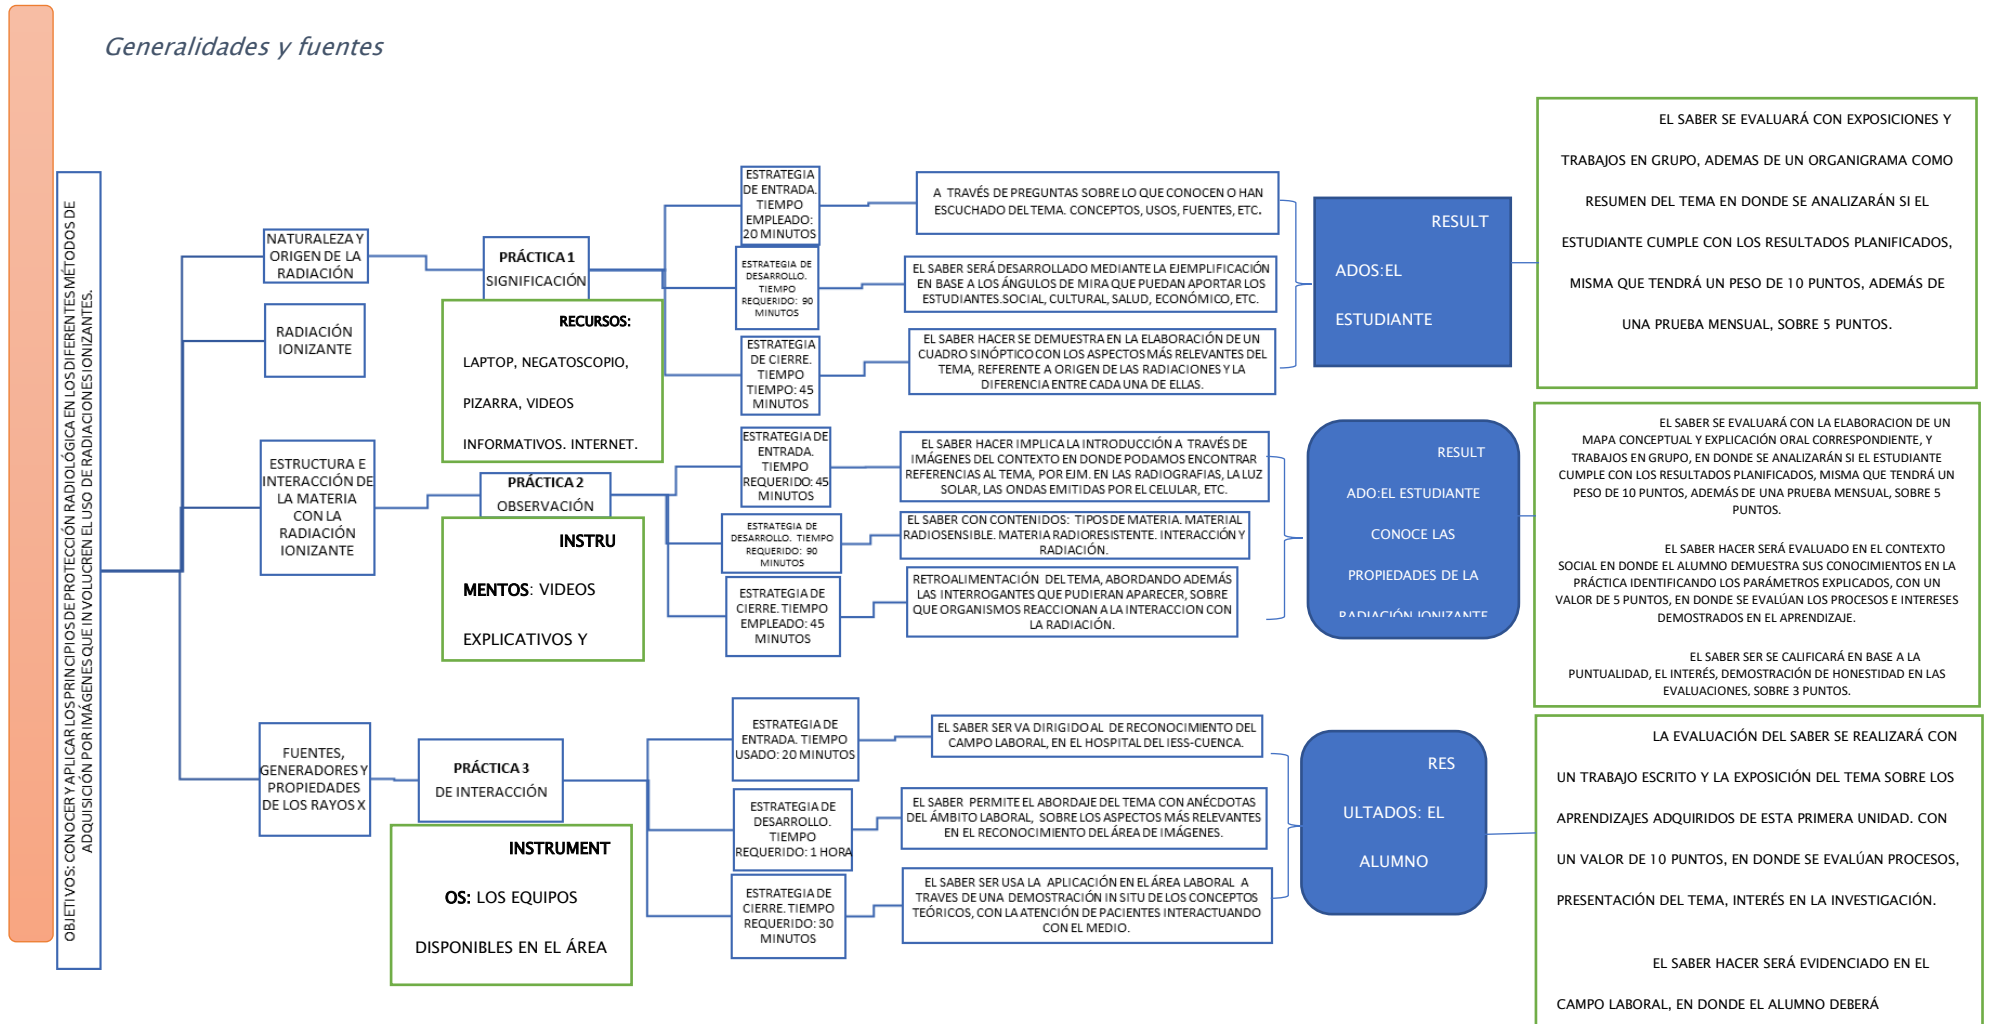 Generalidades y fuentes
OBJETIVOS: CONOCER Y APLICAR LOS PRINCIPIOS DE PROTECCIÓN RADIOLÓGICA EN LOS DIFERENTES MÉTODOS DE
ADQUISICIÓN POR IMÁGENES QUE INVOLUCREN EL USO DE RADIACIONES IONIZANTES.
NATURALEZA Y
ORIGEN DE LA
RADIACIÓN
RADIACIÓN
IONIZANTE
PRÁCTICA 1
SIGNIFICACIÓN
RECURSOS:
LAPTOP, NEGATOSCOPIO,
PIZARRA, VIDEOS
INFORMATIVOS. INTERNET.
ESTRATEGIA
DE ENTRADA.
TIEMPO
EMPLEADO:
20 MINUTOS
A TRAVÉS DE PREGUNTAS SOBRE LO QUE CONOCEN O HAN
ESCUCHADO DEL TEMA. CONCEPTOS, USOS, FUENTES, ETC.
ESTRATEGIA DE
DESARROLLO.
TIEMPO
REQUERIDO: 90
MINUTOS
EL SABER SERÁ DESARROLLADO MEDIANTE LA EJEMPLIFICACIÓN
EN BASE A LOS ÁNGULOS DE MIRA QUE PUEDAN APORTAR LOS
ESTUDIANTES.SOCIAL, CULTURAL, SALUD, ECONÓMICO, ETC.
ESTRATEGIA
DE CIERRE.
TIEMPO
TIEMPO: 45
MINUTOS
EL SABER HACER SE DEMUESTRA EN LA ELABORACIÓN DE UN
CUADRO SINÓPTICO CON LOS ASPECTOS MÁS RELEVANTES DEL
TEMA, REFERENTE A ORIGEN DE LAS RADIACIONES Y LA
DIFERENCIA ENTRE CADA UNA DE ELLAS.
RESULT
ADOS:EL
ESTUDIANTE
EL SABER SE EVALUARÁ CON EXPOSICIONES Y
TRABAJOS EN GRUPO, ADEMAS DE UN ORGANIGRAMA COMO
RESUMEN DEL TEMA EN DONDE SE ANALIZARÁN SI EL
ESTUDIANTE CUMPLE CON LOS RESULTADOS PLANIFICADOS,
MISMA QUE TENDRÁ UN PESO DE 10 PUNTOS, ADEMÁS DE
UNA PRUEBA MENSUAL, SOBRE 5 PUNTOS.
ESTRUCTURA E
INTERACCIÓN DE
LA MATERIA
CON LA
RADIACIÓN
IONIZANTE
PRÁCTICA 2
OBSERVACIÓN
INSTRU
MENTOS: VIDEOS
EXPLICATIVOS Y
ESTRATEGIA DE
ENTRADA.
TIEMPO
REQUERIDO: 45
MINUTOS
EL SABER HACER IMPLICA LA INTRODUCCIÓN A TRAVÉS DE
IMÁGENES DEL CONTEXTO EN DONDE PODAMOS ENCONTRAR
REFERENCIAS AL TEMA, POR EJM. EN LAS RADIOGRAFIAS, LA LUZ
SOLAR, LAS ONDAS EMITIDAS POR EL CELULAR, ETC.
ESTRATEGIA DE
DESARROLLO. TIEMPO
REQUERIDO: 90
MINUTOS
EL SABER CON CONTENIDOS: TIPOS DE MATERIA. MATERIAL
RADIOSENSIBLE. MATERIA RADIORESISTENTE. INTERACCIÓN Y
RADIACIÓN.
ESTRATEGIA DE
CIERRE. TIEMPO
EMPLEADO: 45
MINUTOS
RETROALIMENTACIÓN DEL TEMA, ABORDANDO ADEMÁS
LAS INTERROGANTES QUE PUDIERAN APARECER, SOBRE
QUE ORGANISMOS REACCIONAN A LA INTERACCION CON
LA RADIACIÓN.
RESULT
ADO:EL ESTUDIANTE
CONOCE LAS
PROPIEDADES DE LA
RADIACIÓN IONIZANTE
EL SABER SE EVALUARÁ CON LA ELABORACION DE UN
MAPA CONCEPTUAL Y EXPLICACIÓN ORAL CORRESPONDIENTE, Y
TRABAJOS EN GRUPO, EN DONDE SE ANALIZARÁN SI EL ESTUDIANTE
CUMPLE CON LOS RESULTADOS PLANIFICADOS, MISMA QUE TENDRÁ UN
PESO DE 10 PUNTOS, ADEMÁS DE UNA PRUEBA MENSUAL, SOBRE 5
PUNTOS.
EL SABER HACER SERÁ EVALUADO EN EL CONTEXTO
SOCIAL EN DONDE EL ALUMNO DEMUESTRA SUS CONOCIMIENTOS EN LA
PRÁCTICA IDENTIFICANDO LOS PARÁMETROS EXPLICADOS, CON UN
VALOR DE 5 PUNTOS, EN DONDE SE EVALÚAN LOS PROCESOS E INTERESES
DEMOSTRADOS EN EL APRENDIZAJE.
EL SABER SER SE CALIFICARÁ EN BASE A LA
PUNTUALIDAD, EL INTERÉS, DEMOSTRACIÓN DE HONESTIDAD EN LAS
EVALUACIONES, SOBRE 3 PUNTOS.
FUENTES,
GENERADORES Y
PROPIEDADES
DE LOS RAYOS X
PRÁCTICA 3
DE INTERACCIÓN
INSTRUMENT
OS: LOS EQUIPOS
DISPONIBLES EN EL ÁREA
ESTRATEGIA DE
ENTRADA. TIEMPO
USADO: 20 MINUTOS
EL SABER SER VA DIRIGIDO AL DE RECONOCIMIENTO DEL
CAMPO LABORAL, EN EL HOSPITAL DEL IESS-CUENCA.
ESTRATEGIA DE
DESARROLLO.
TIEMPO
REQUERIDO: 1 HORA
EL SABER PERMITE EL ABORDAJE DEL TEMA CON ANÉCDOTAS
DEL ÁMBITO LABORAL, SOBRE LOS ASPECTOS MÁS RELEVANTES
EN EL RECONOCIMIENTO DEL ÁREA DE IMÁGENES.
ESTRATEGIA DE
CIERRE. TIEMPO
REQUERIDO: 30
MINUTOS
EL SABER SER USA LA APLICACIÓN EN EL ÁREA LABORAL A
TRAVES DE UNA DEMOSTRACIÓN IN SITU DE LOS CONCEPTOS
TEÓRICOS, CON LA ATENCIÓN DE PACIENTES INTERACTUANDO
CON EL MEDIO.
RES
ULTADOS: EL
ALUMNO
LA EVALUACIÓN DEL SABER SE REALIZARÁ CON
UN TRABAJO ESCRITO Y LA EXPOSICIÓN DEL TEMA SOBRE LOS
APRENDIZAJES ADQUIRIDOS DE ESTA PRIMERA UNIDAD. CON
UN VALOR DE 10 PUNTOS, EN DONDE SE EVALÚAN PROCESOS,
PRESENTACIÓN DEL TEMA, INTERÉS EN LA INVESTIGACIÓN.
EL SABER HACER SERÁ EVIDENCIADO EN EL
CAMPO LABORAL, EN DONDE EL ALUMNO DEBERÁ